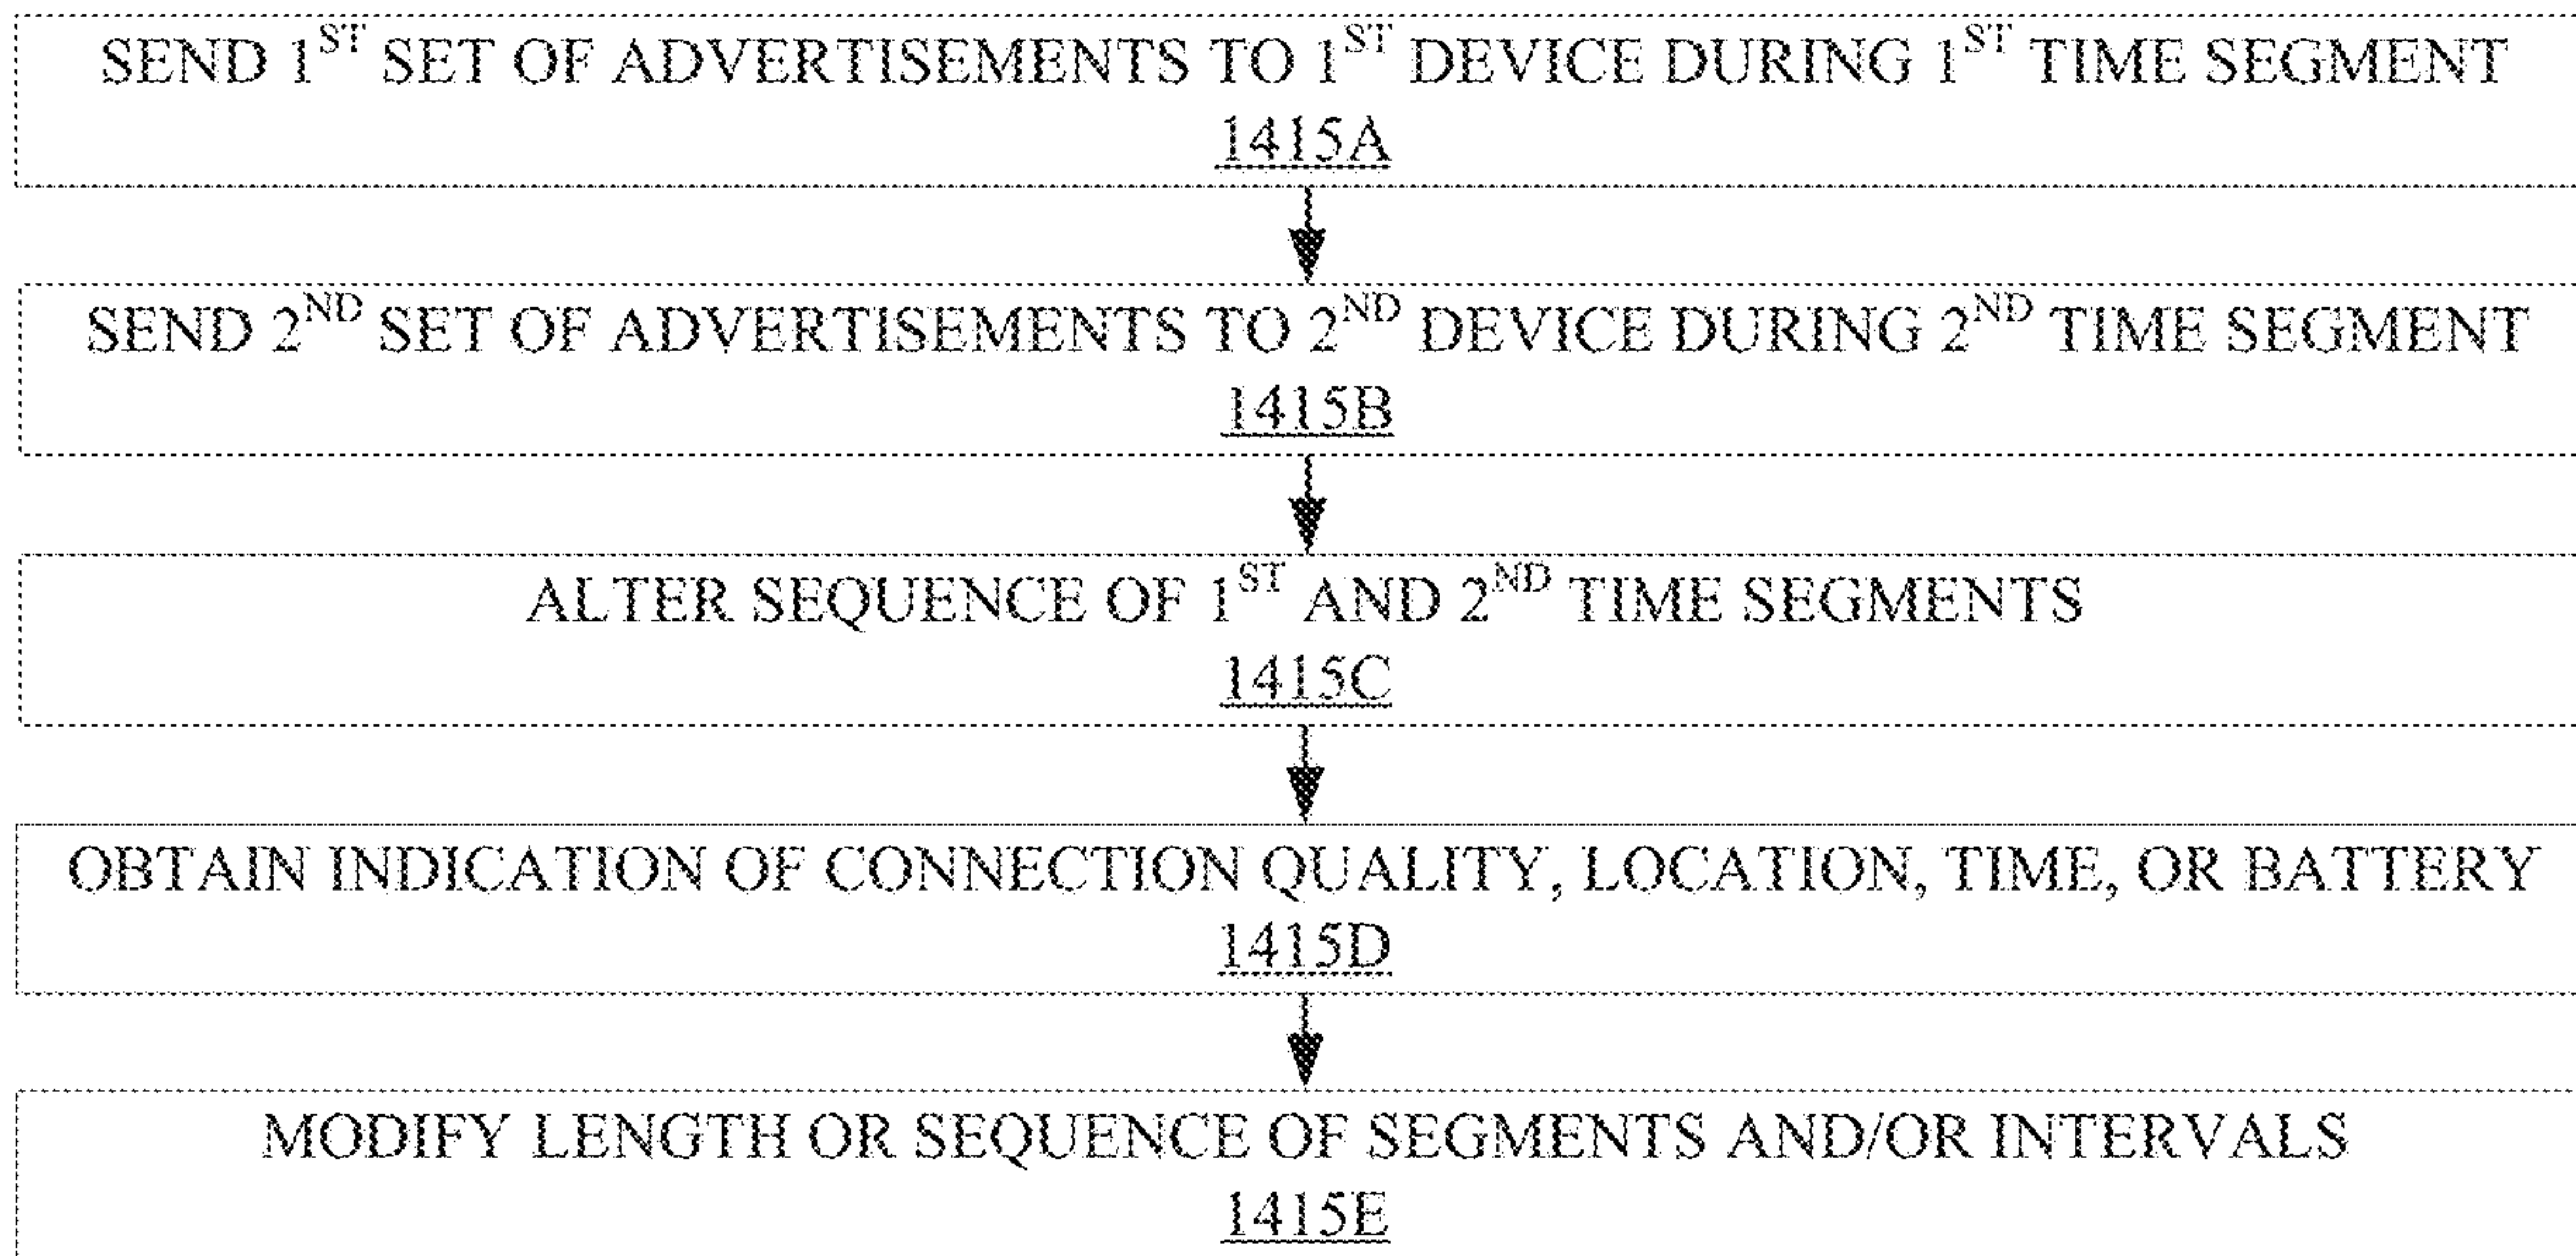 SEND 1ST SET OF ADVERTISEMENTS TO 1ST DEVICE DURING 1ST TIME SEGMENT
1415A
SEND 2ND SET OF ADVERTISEMENTS TO 2ND DEVICE DURING 2ND TIME SEGMENT
1415B
ALTER SEQUENCE OF 1ST AND 2ND TIME SEGMENTS
1415C
OBTAIN INDICATION OF CONNECTION QUALITY, LOCATION, TIME, OR BATTERY
1415D
MODIFY LENGTH OR SEQUENCE OF SEGMENTS AND/OR INTERVALS
1415E